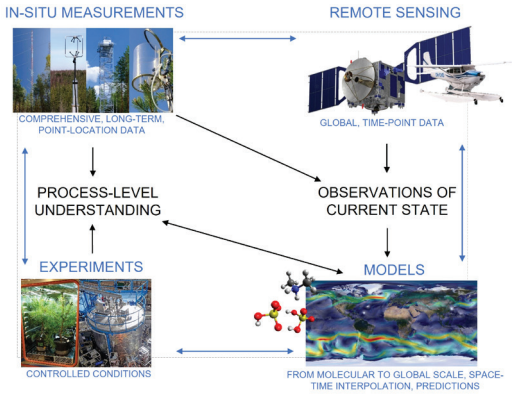 IN-SITU MEASUREMENTS
REMOTE SENSING
COMPREHENSIVE, LONG-TERM,
POINT-LOCATION DATA
GLOBAL, TIME-POINT DATA
PROCESS-LEVEL
UNDERSTANDING
OBSERVATIONS OF
CURRENT STATE
EXPERIMENTS
MODELS
CONTROLLED CONDITIONS
FROM MOLECULAR TO GLOBAL SCALE, SPACE-
TIME INTERPOLATION, PREDICTIONS